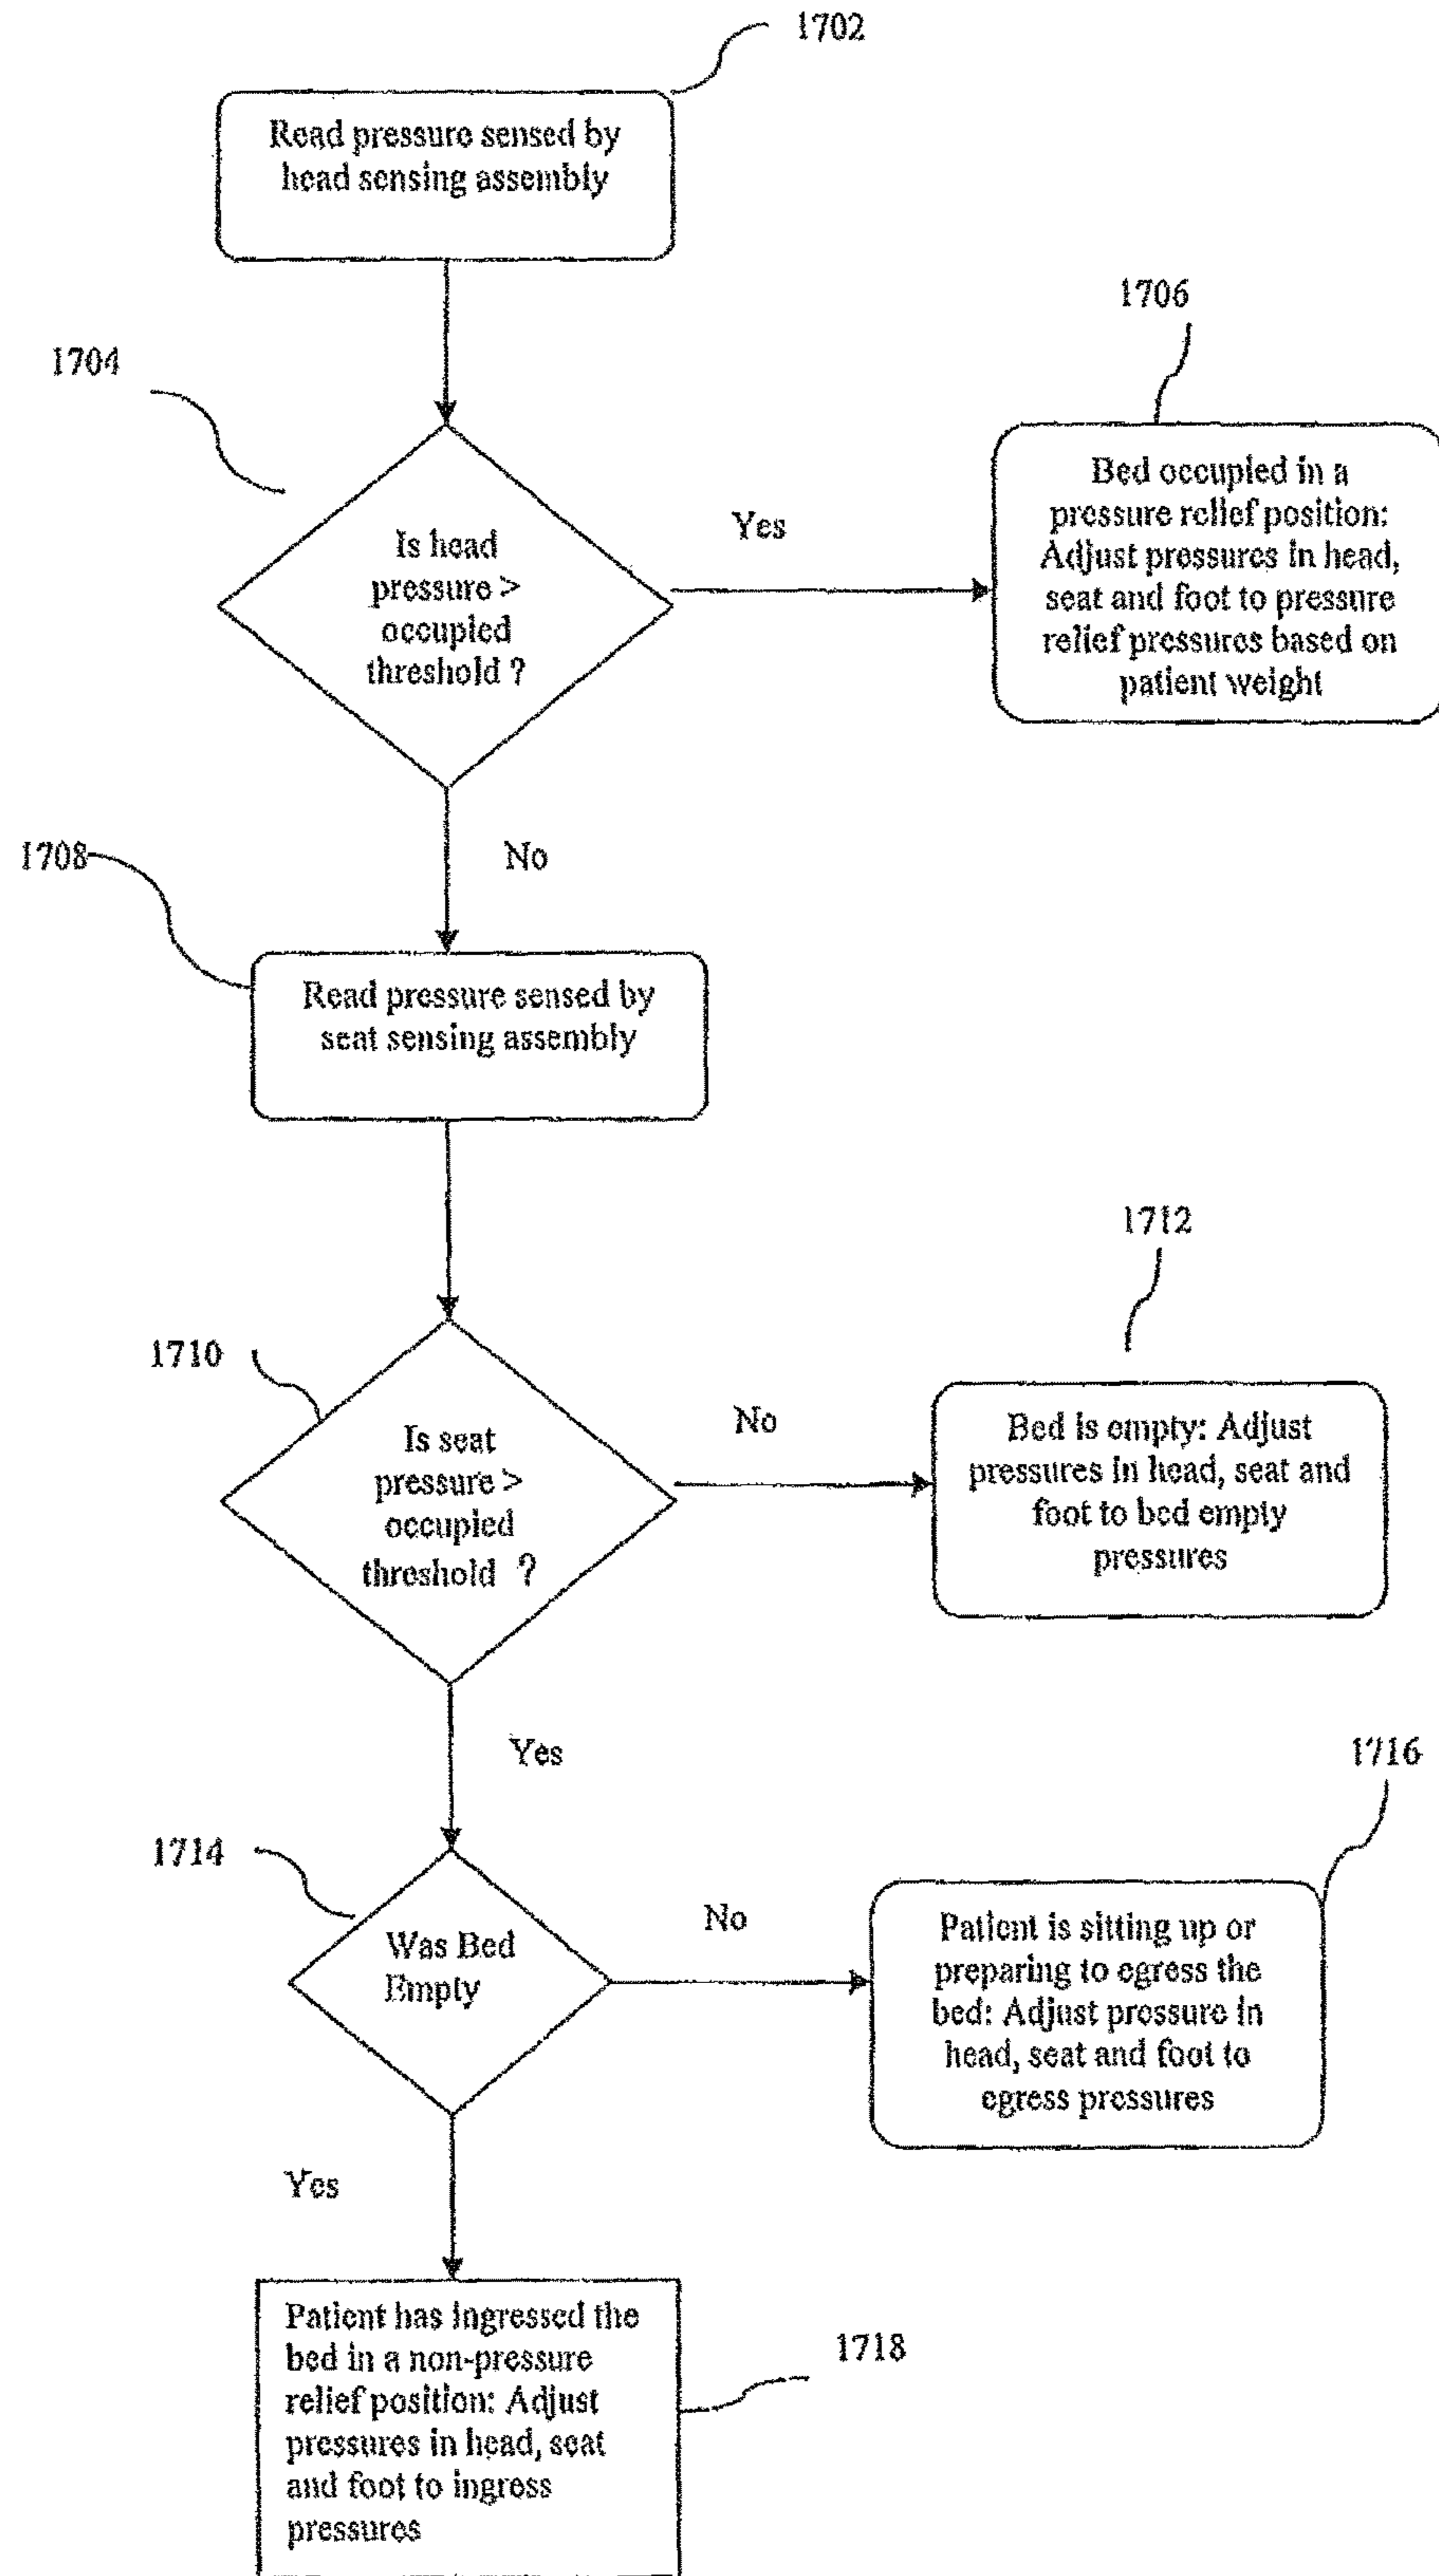 1702
Read pressure sensed by
head sensing assembly
1704
Is head
pressure >
occupied
threshold ?
Yes
1706
Bed occupied in a
pressure relief position:
Adjust pressures in head,
seat and foot to pressure
relief pressures based on
patient weight
No
1708
Read pressure sensed by
seat sensing assembly
1710
Is seat
pressure >
occupied
threshold ?
No
1712
Bed is empty: Adjust
pressures in head, seat and
foot to bed empty
pressures
Yes
1714
Was Bed
Empty
No
1716
Patient is sitting up or
preparing to egress the
bed: Adjust pressure in
head, seat and foot to
egress pressures
Yes
Patient has ingressed the
bed in a non-pressure
relief position: Adjust
pressures in head, seat
and foot to ingress
pressures
1718